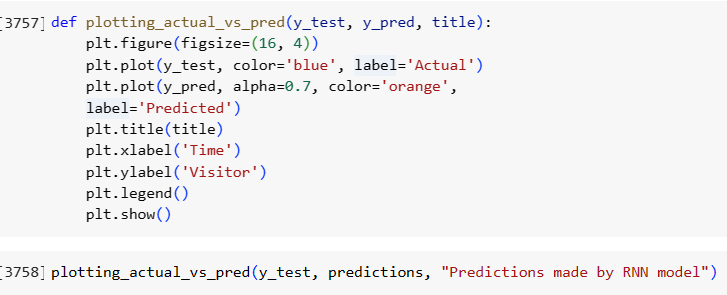 [3757] def plotting_actual_vs_pred(y_test, y_pred, title):
    plt.figure(figsize=(16, 4))
    plt.plot(y_test, color='blue', label='Actual')
    plt.plot(y_pred, alpha=0.7, color='orange',
    label='Predicted')
    plt.title(title)
    plt.xlabel('Time')
    plt.ylabel('Visitor')
    plt.legend()
    plt.show()
[3758] plotting_actual_vs_pred(y_test, predictions, "Predictions made by RNN model")